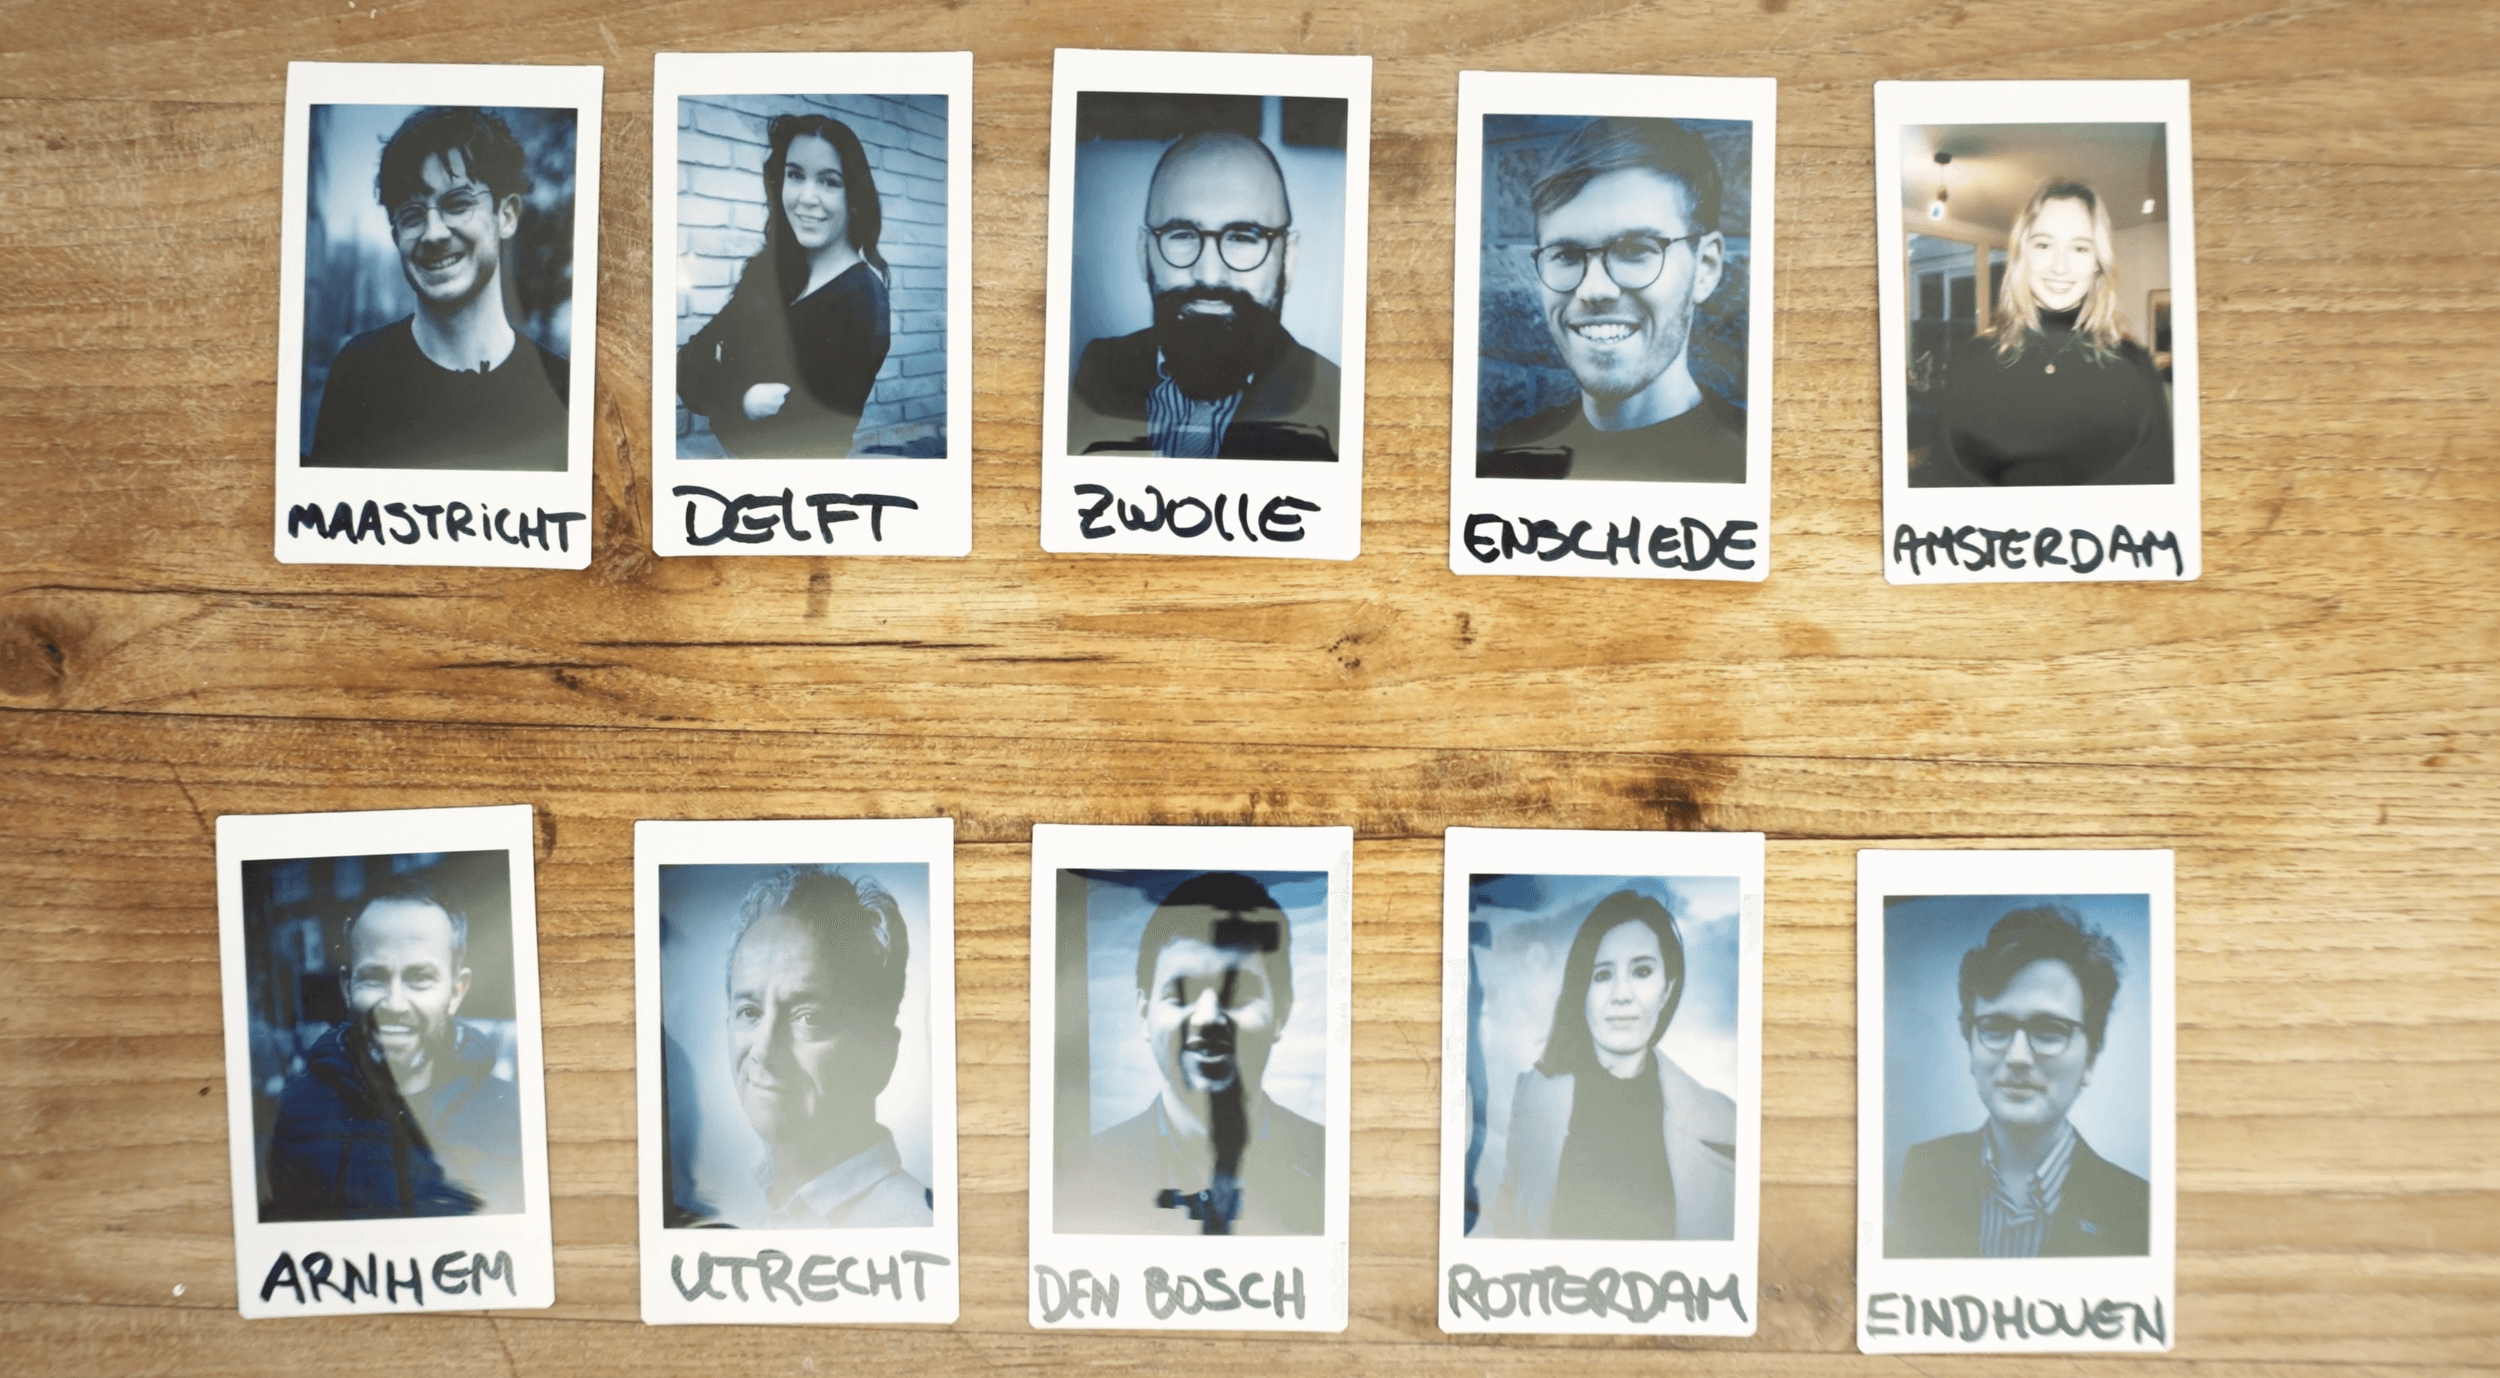 MAASTRiCHT
DELFT
ZWOLLE
ENSCHEDE
AMSTERDAM
ARNHEM
UTRECHT
DEN BOSCH
ROTTERDAM
EINDHOVEN